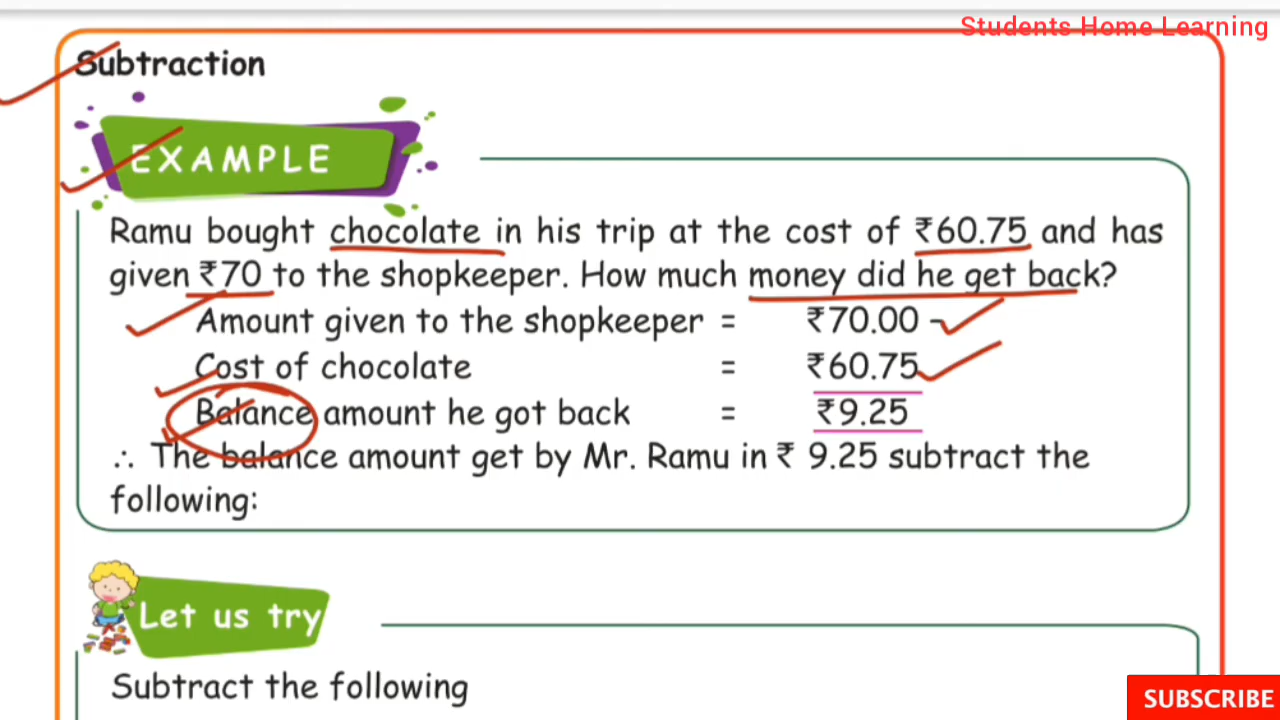 Students Home Learning
Subtraction
EXAMPLE
Ramu bought chocolate in his trip at the cost of ₹60.75 and has
given ₹70 to the shopkeeper. How much money did he get back?
Amount given to the shopkeeper = ₹70.00
Cost of chocolate = ₹60.75
Balance amount he got back = ₹9.25
∴ The balance amount get by Mr. Ramu in ₹ 9.25 subtract the
following:
Let us try
Subtract the following
SUBSCRIBE